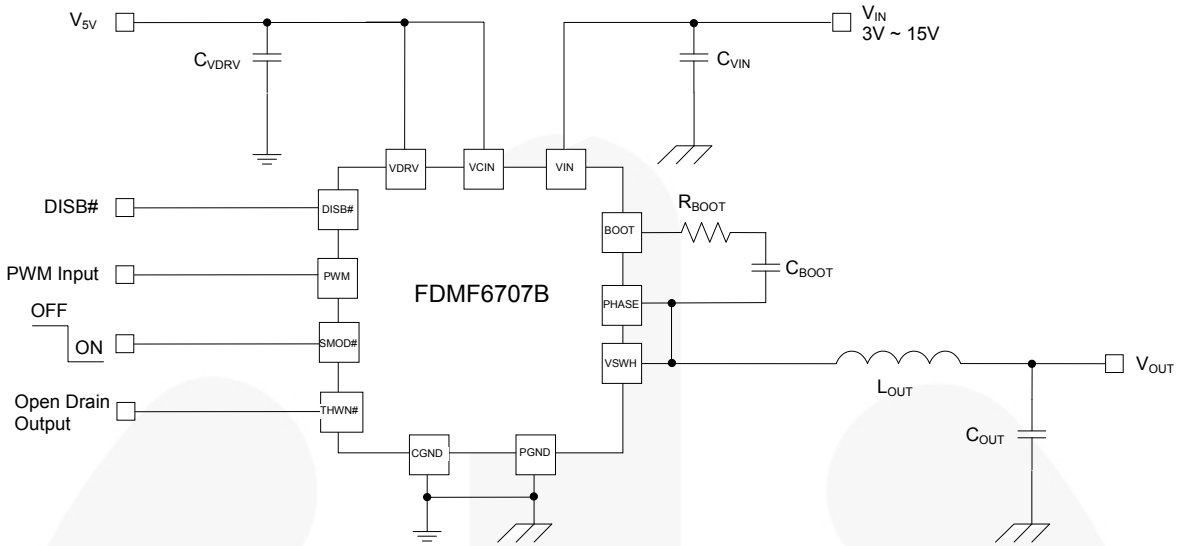 V5V
CVDRV
CVIN
VIN
3V ~ 15V
VDRV
VCIN
VIN
DISB#
DISB#
BOOT
RBOOT
CBOOT
PWM Input
PWM
FDMF6707B
PHASE
OFF
ON
SMOD#
VSWH
LOUT
VOUT
Open Drain
Output
THWN#
COUT
CGND
PGND